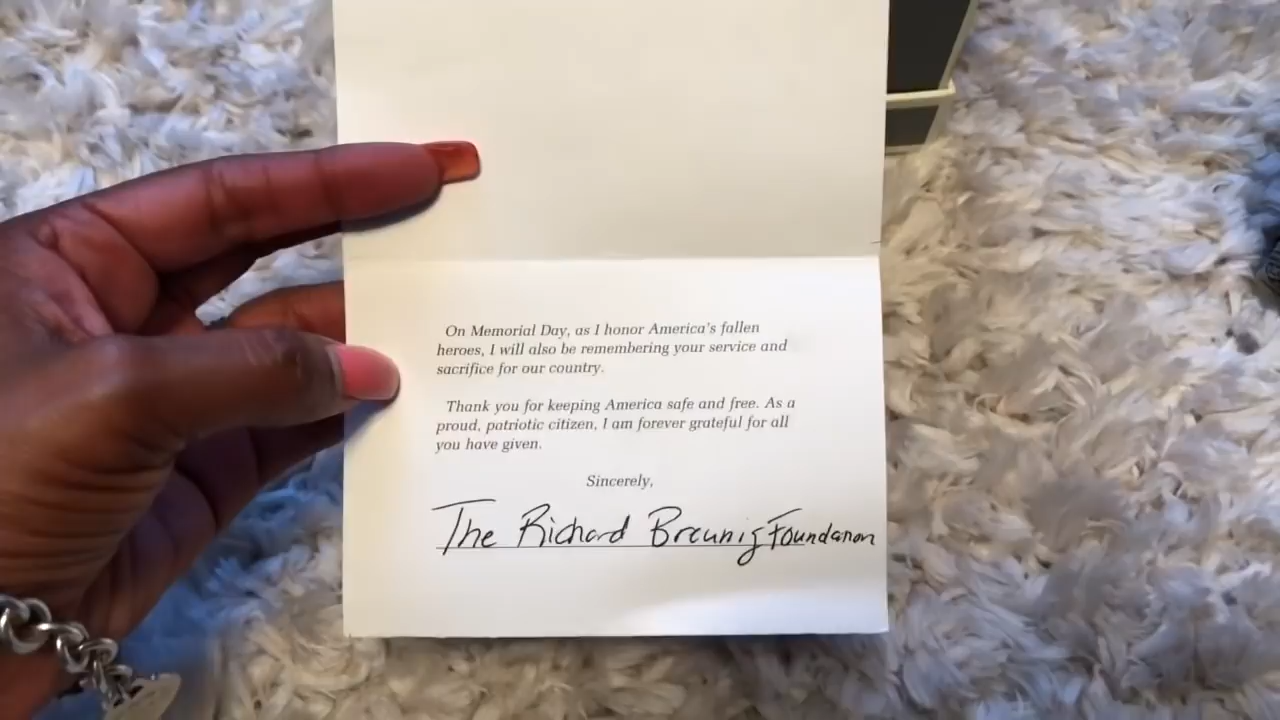 On Memorial Day, as I honor America's fallen
heroes, I will also be remembering your service and
sacrifice for our country.
Thank you for keeping America safe and free. As a
proud, patriotic citizen, I am forever grateful for all
you have given.
Sincerely,
The Richard Breunig Foundation